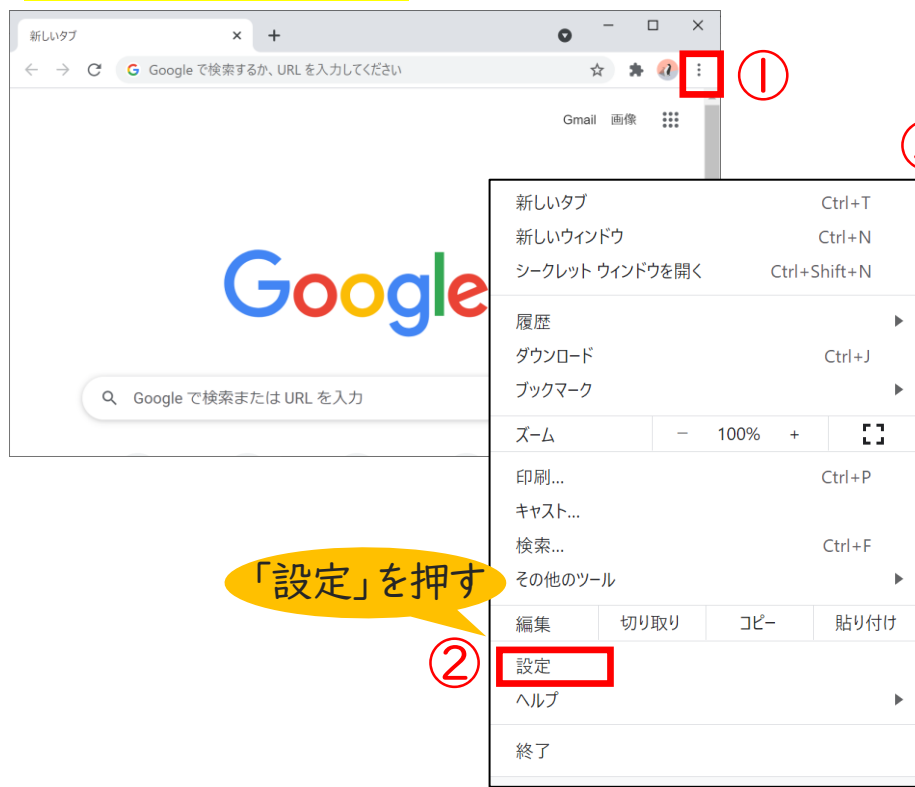 新しいタブ
G Google で検索するか、URL を入力してください
①
Gmail 画像
Google
Google で検索または URL を入力
新しいタブ Ctrl+T
新しいウィンドウ Ctrl+N
シークレット ウィンドウを開く Ctrl+Shift+N
履歴
ダウンロード Ctrl+J
ブックマーク
ズーム − 100% +
印刷... Ctrl+P
キャスト...
検索... Ctrl+F
その他のツール
「設定」を押す
編集 切り取り コピー 貼り付け
②
設定
ヘルプ
終了